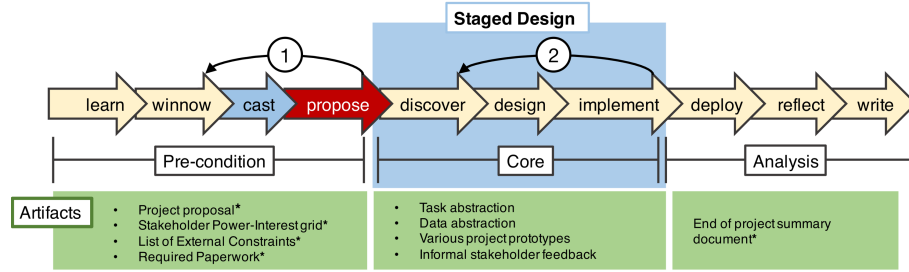 Staged Design
1
2
learn
winnow
cast
propose
discover
design
implement
deploy
reflect
write
Pre-condition
Core
Analysis
Artifacts
• Project proposal*
• Stakeholder Power-Interest grid*
• List of External Constraints*
• Required Paperwork*
• Task abstraction
• Data abstraction
• Various project prototypes
• Informal stakeholder feedback
End of project summary
document*